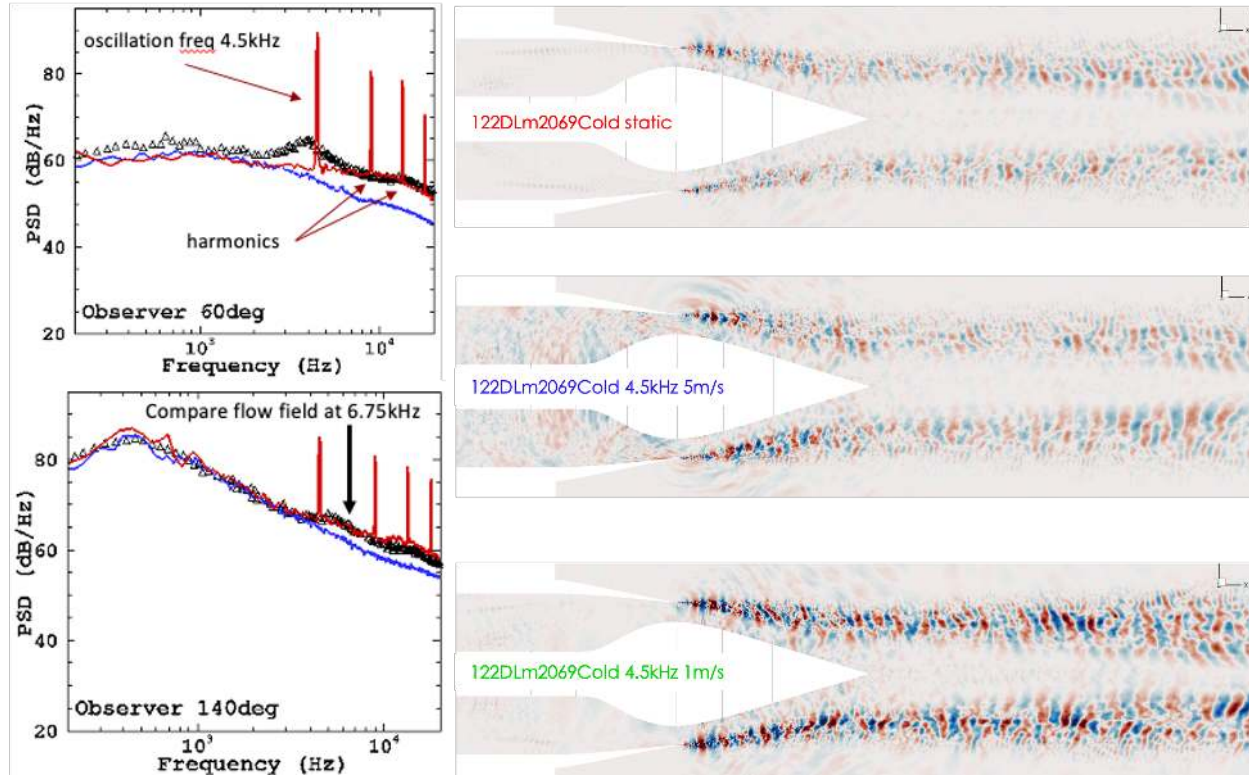 oscillation freq 4.5kHz
80
60
40
20
PSD (dB/Hz)
harmonics
Observer 60deg
10³
10⁴
Frequency (Hz)
Compare flow field at 6.75kHz
80
60
40
20
PSD (dB/Hz)
Observer 140deg
10³
10⁴
Frequency (Hz)
122DLm2069Cold static
x
122DLm2069Cold 4.5kHz 5m/s
122DLm2069Cold 4.5kHz 1m/s
x